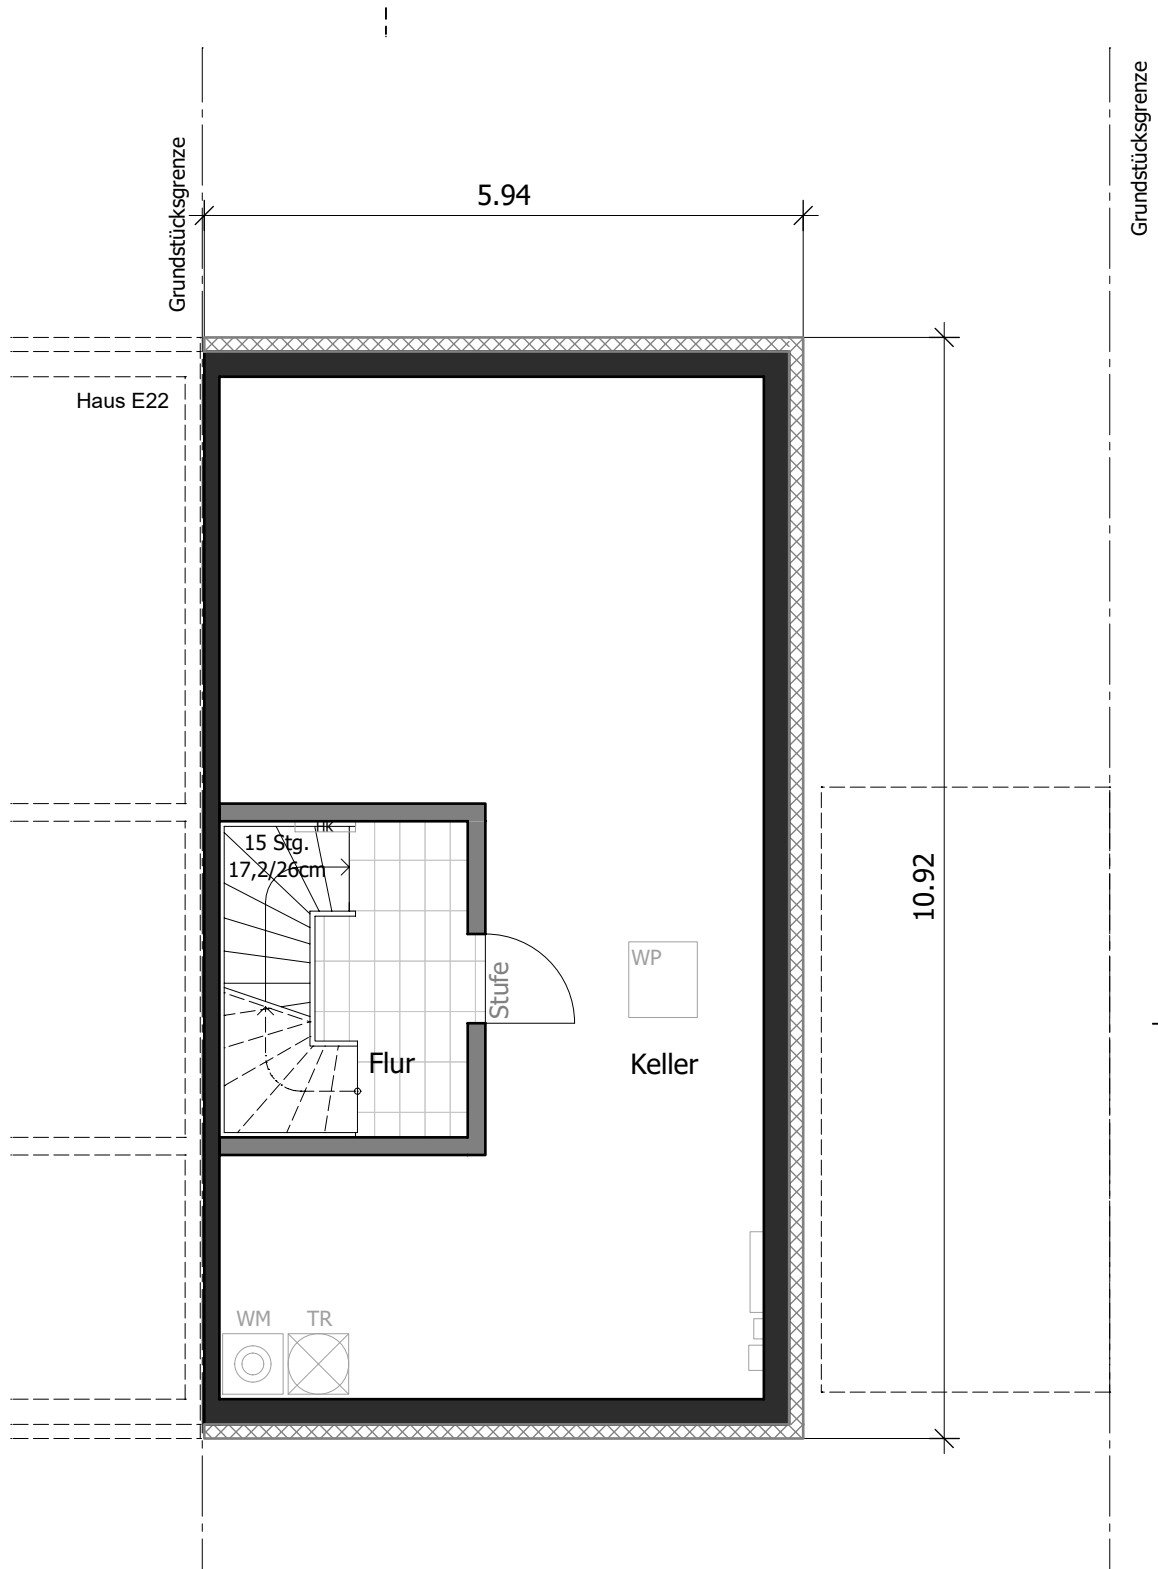 Grundstücksgrenze
Grundstücksgrenze
5.94
Haus E22
HK
15 Stg.
17,2/26cm
10.92
WP
Stufe
Flur
Keller
WM
TR